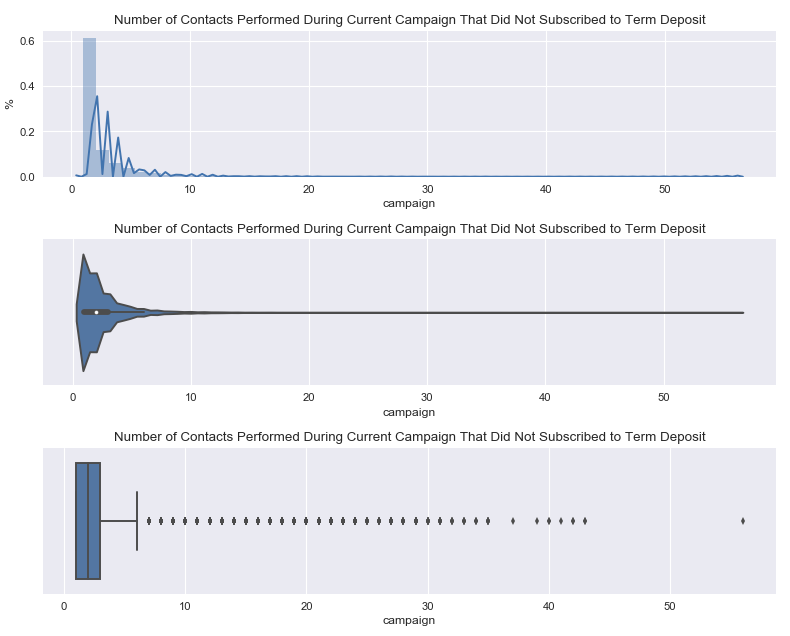 Number of Contacts Performed During Current Campaign That Did Not Subscribed to Term Deposit
0.6
0.4
0.2
0.0
%
0 10 20 30 40 50
campaign
Number of Contacts Performed During Current Campaign That Did Not Subscribed to Term Deposit
0 10 20 30 40 50
campaign
Number of Contacts Performed During Current Campaign That Did Not Subscribed to Term Deposit
0 10 20 30 40 50
campaign